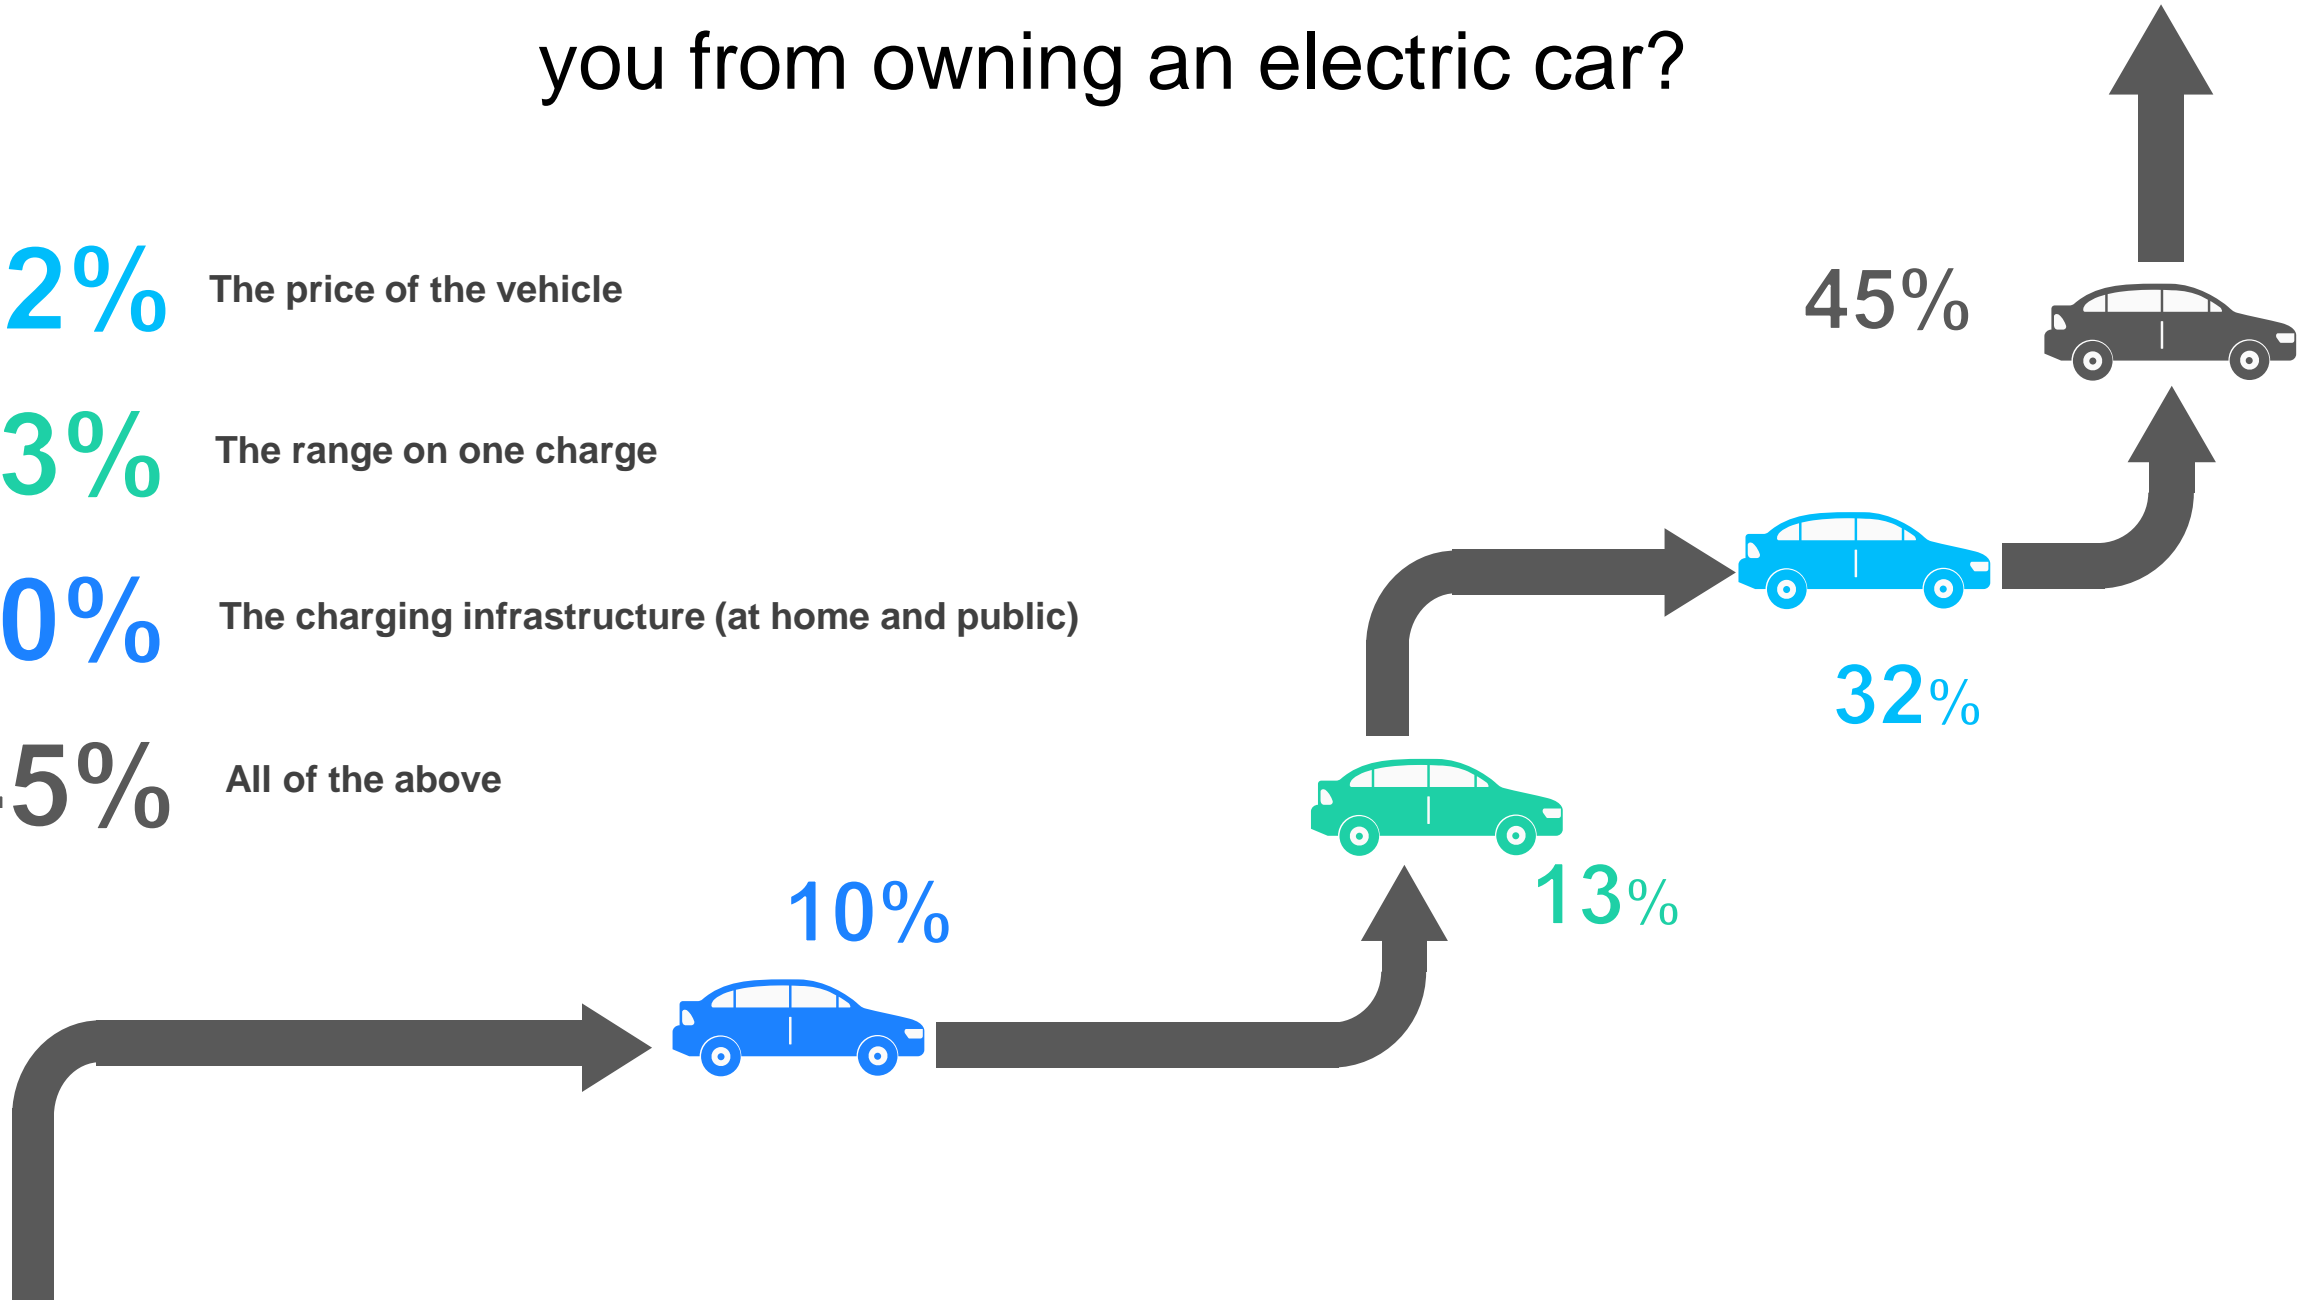 you from owning an electric car?
2% The price of the vehicle
45%
3% The range on one charge
0% The charging infrastructure (at home and public)
32%
5% All of the above
13%
10%